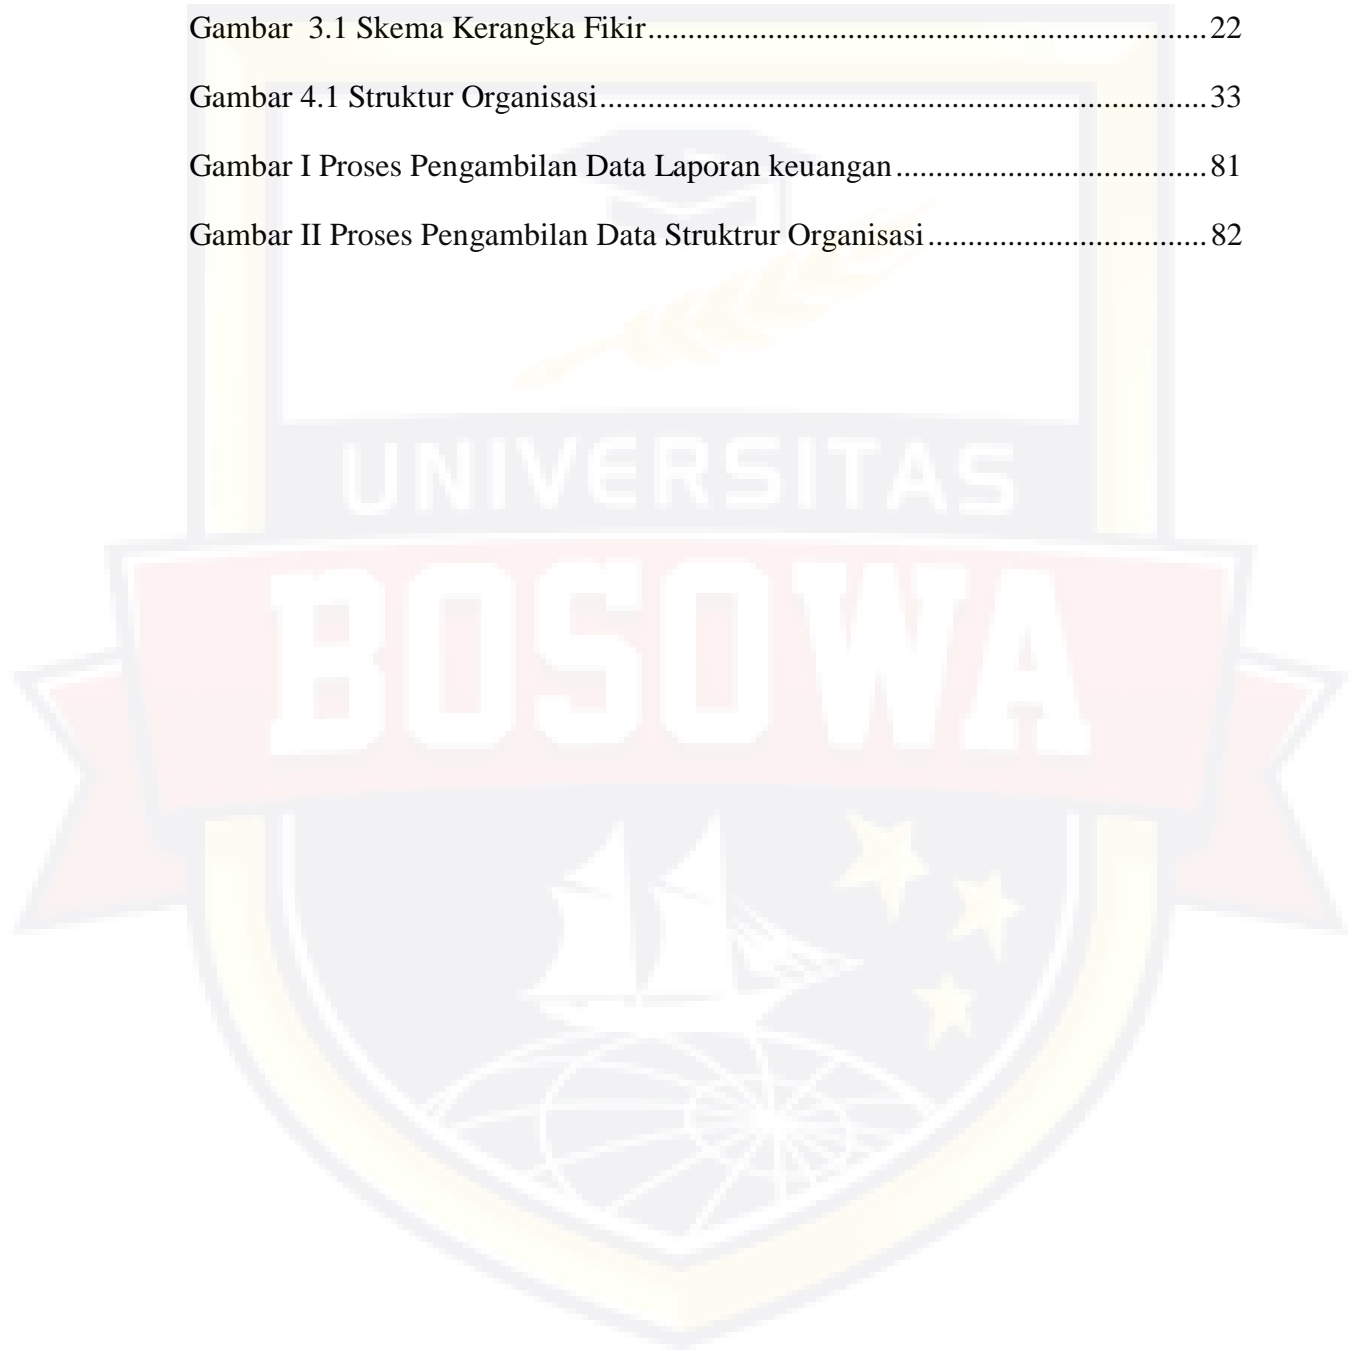 Gambar  3.1 Skema Kerangka Fikir......................................................................22
Gambar 4.1 Struktur Organisasi............................................................................33
Gambar I Proses Pengambilan Data Laporan keuangan.......................................81
Gambar II Proses Pengambilan Data Struktrur Organisasi...................................82
UNIVERSITAS
BOSOWA